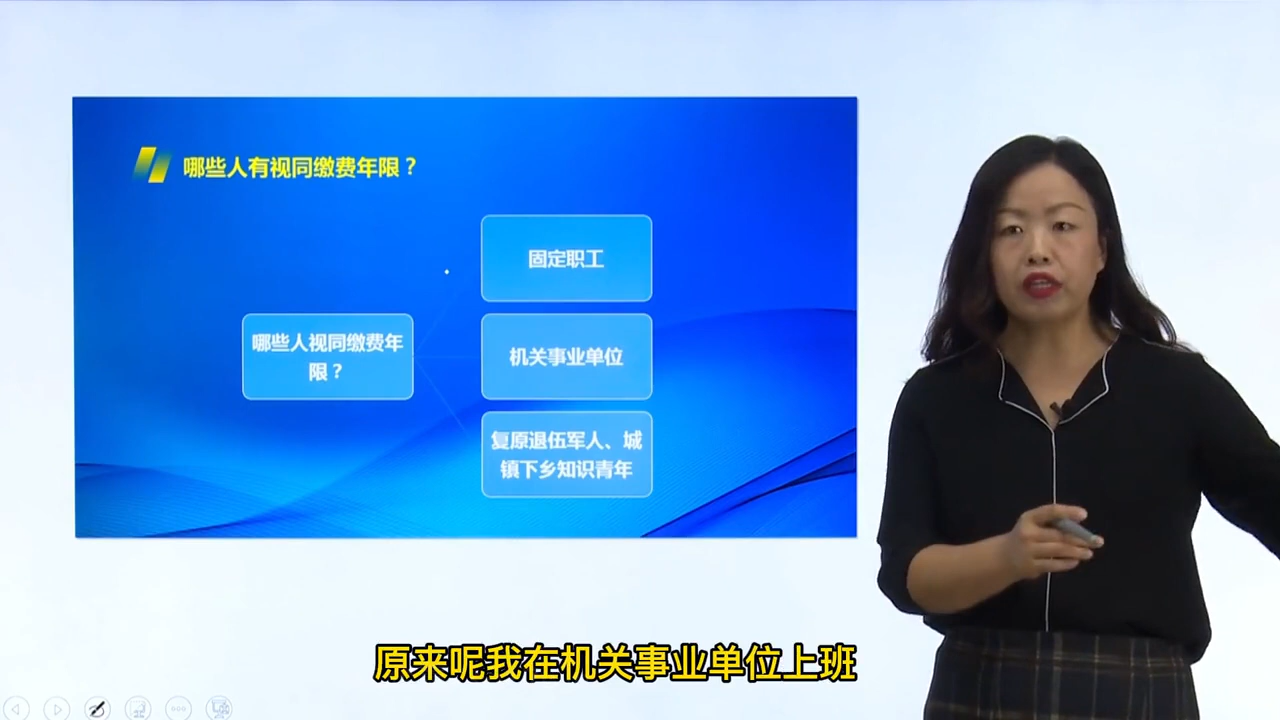 哪些人有视同缴费年限？
固定职工
哪些人视同缴费年
限？
机关事业单位
复原退伍军人、城
镇下乡知识青年
原来呢我在机关事业单位上班